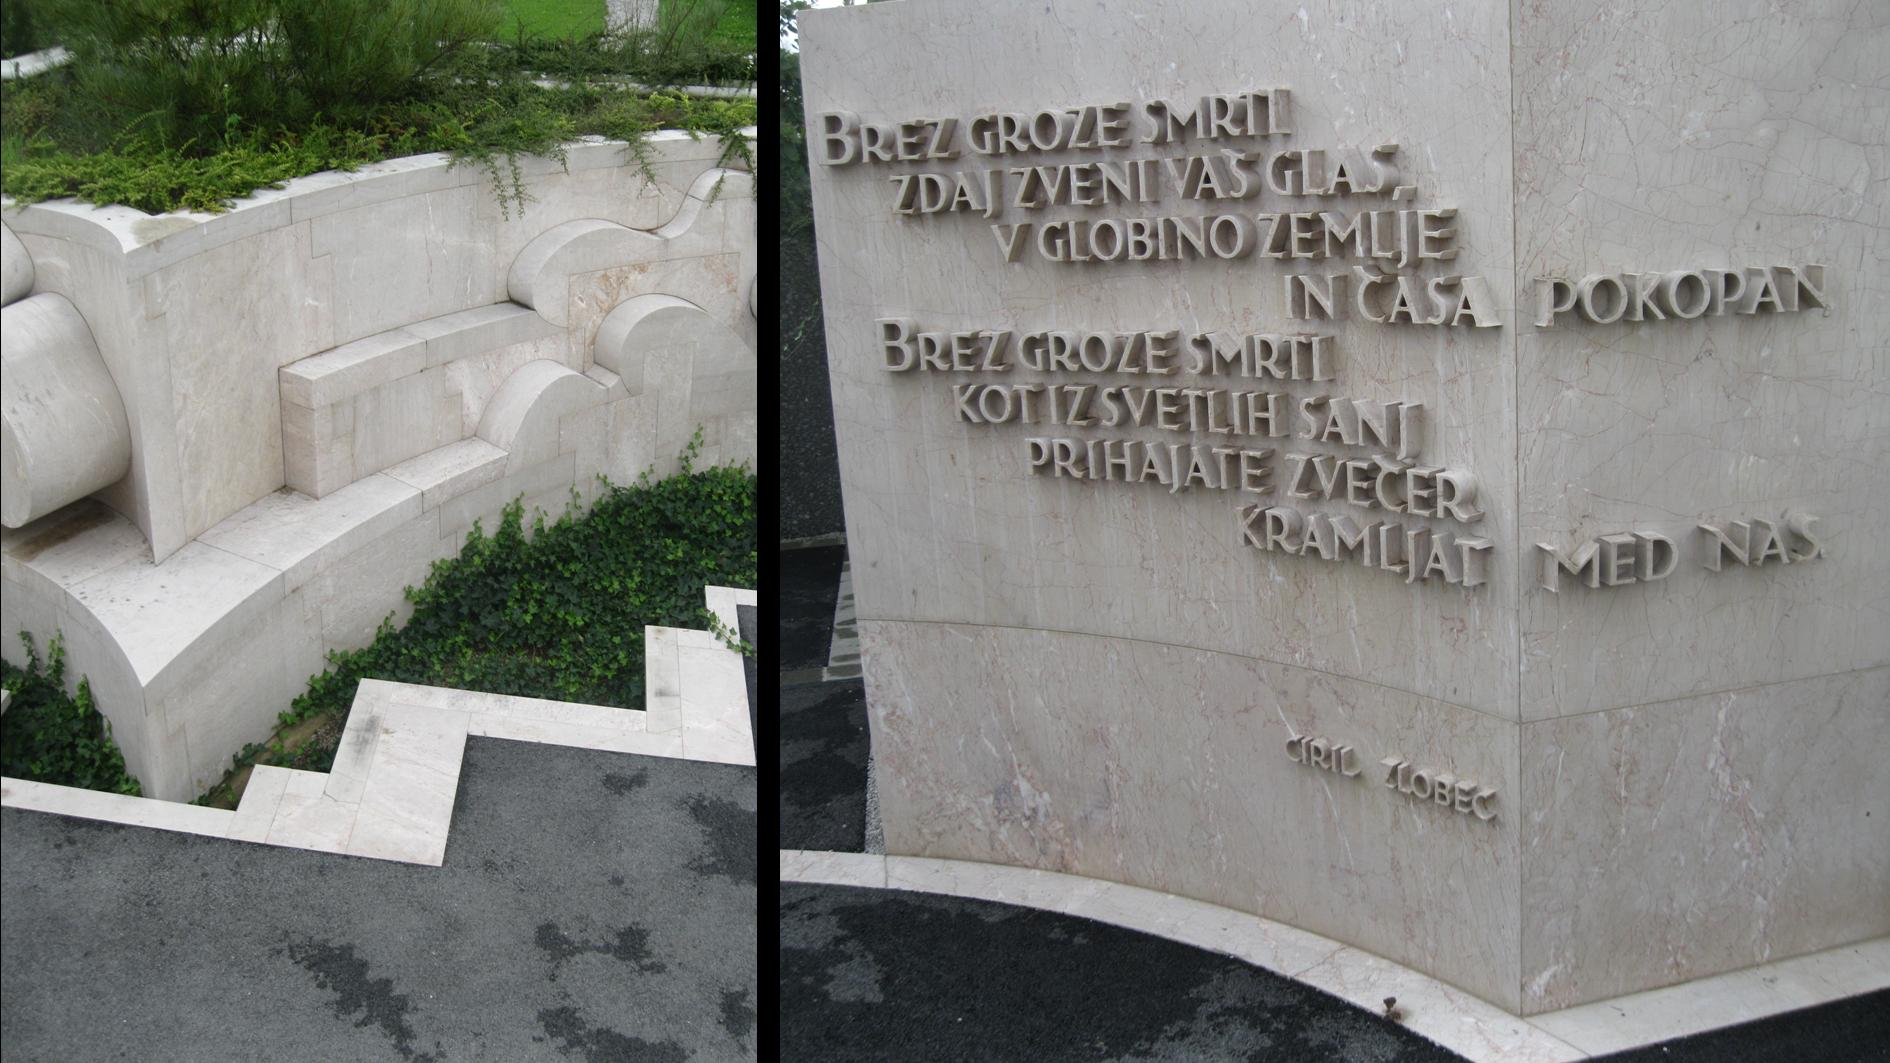 BREZ GROZE SMRTI
ZDAJ ZVENI VAŠ GLAS,
V GLOBINO ZEMLJE
IN ČASA POKOPAN
BREZ GROZE SMRTI
KOT IZ SVETLIH SANJ
PRIHAJATE ZVEČER
KRAMLJAT MED NAS.
CIRIL ZLOBEC